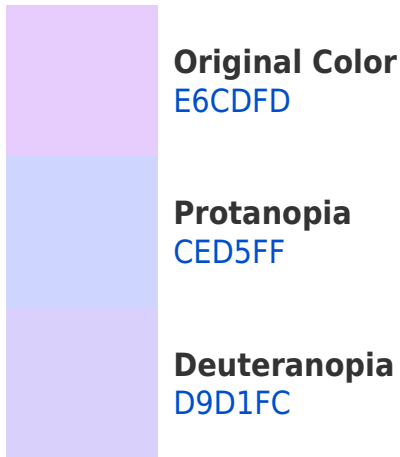 Original Color
E6CDFD
Protanopia
CED5FF
Deuteranopia
D9D1FC